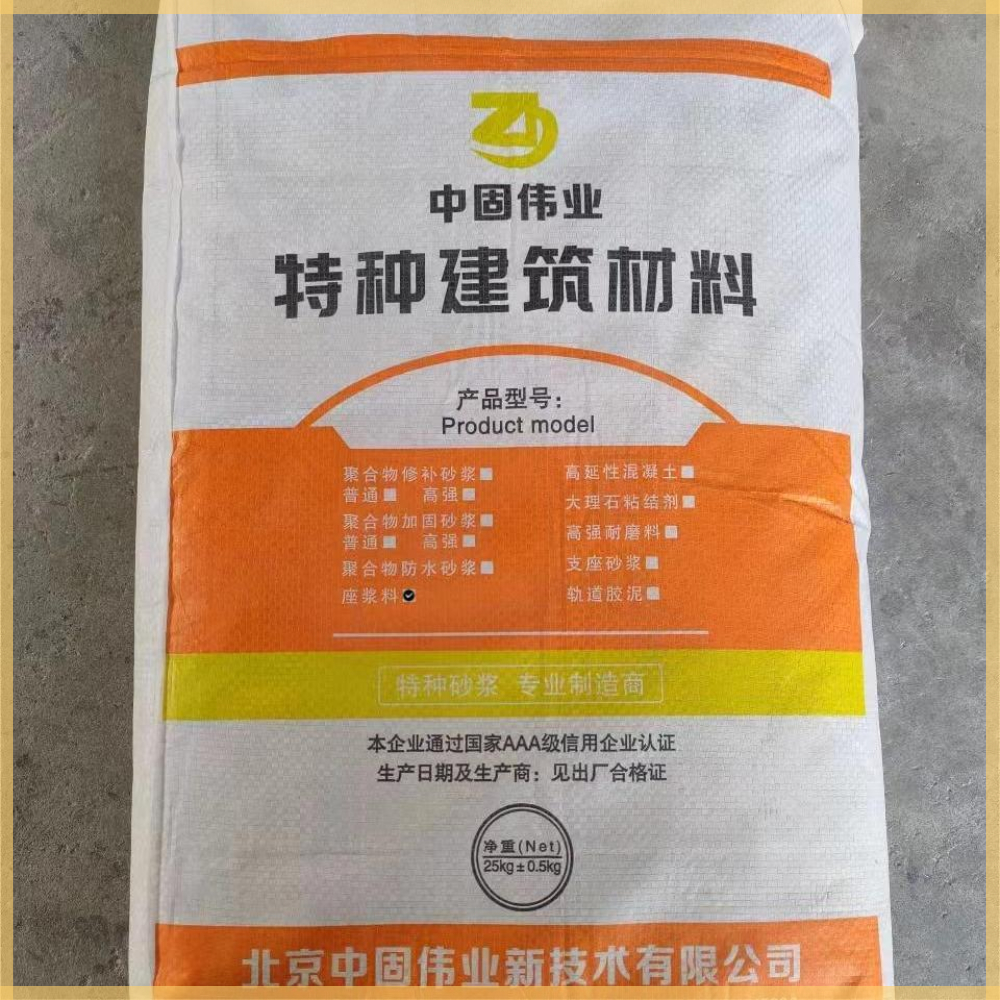 中固伟业
特种建筑材料
产品型号：
Product model
聚合物修补砂浆
普通 高强
聚合物加固砂浆
普通 高强
聚合物防水砂浆
座浆料
高延性混凝土
大理石粘结剂
高强耐磨料
支座砂浆
轨道胶泥
特种砂浆 专业制造商
本企业通过国家AAA级信用企业认证
生产日期及生产商：见出厂合格证
净重(Net)
25kg±0.5kg
北京中固伟业新技术有限公司